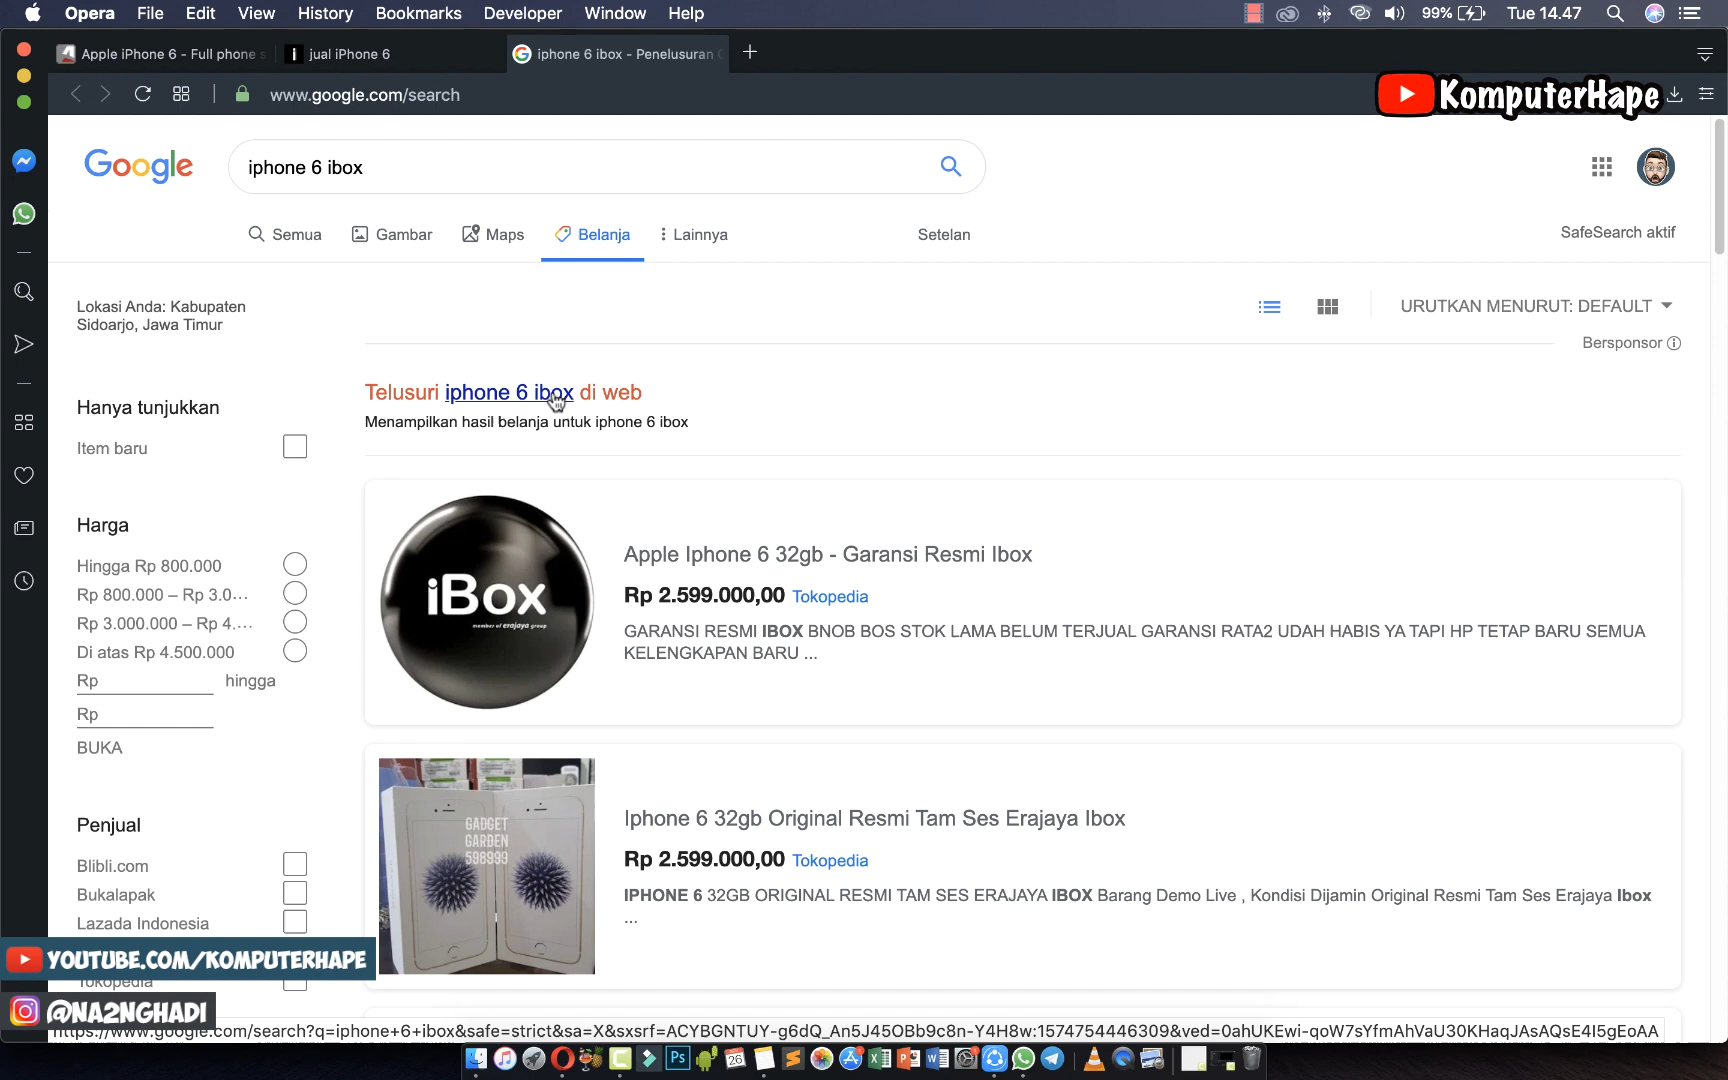 Opera File Edit View History Bookmarks Developer Window Help 99% Tue 14.47
Apple iPhone 6 - Full phone s
jual iPhone 6
iphone 6 ibox - Penelusuran
www.google.com/search
KomputerHape
Google
iphone 6 ibox
Semua Gambar Maps Belanja Lainnya Setelan SafeSearch aktif
Lokasi Anda: Kabupaten
Sidoarjo, Jawa Timur
URUTKAN MENURUT: DEFAULT
Bersponsor
Telusuri iphone 6 ibox di web
Menampilkan hasil belanja untuk iphone 6 ibox
Hanya tunjukkan
Item baru
Harga
Hingga Rp 800.000
Rp 800.000 – Rp 3.0...
Rp 3.000.000 – Rp 4....
Di atas Rp 4.500.000
Rp hingga
Rp
BUKA
Penjual
Blibli.com
Bukalapak
Lazada Indonesia
Tokopedia
iBox
member of erajaya group
Apple Iphone 6 32gb - Garansi Resmi Ibox
Rp 2.599.000,00 Tokopedia
GARANSI RESMI IBOX BNOB BOS STOK LAMA BELUM TERJUAL GARANSI RATA2 UDAH HABIS YA TAPI HP TETAP BARU SEMUA
KELENGKAPAN BARU ...
GADGET
GARDEN
598999
Iphone 6 32gb Original Resmi Tam Ses Erajaya Ibox
Rp 2.599.000,00 Tokopedia
IPHONE 6 32GB ORIGINAL RESMI TAM SES ERAJAYA IBOX Barang Demo Live , Kondisi Dijamin Original Resmi Tam Ses Erajaya Ibox
...
YOUTUBE.COM/KOMPUTERHAPE
@NA2NGHADI
https://www.google.com/search?q=iphone+6+ibox&safe=strict&sa=X&sxsrf=ACYBGNTUY-g6dQ_An5J45OBb9c8n-Y4H8w:1574754446309&ved=0ahUKEwi-qoW7sYfmAhVaU30KHaqJAsAQsE4I5gEoAA
Ps
26